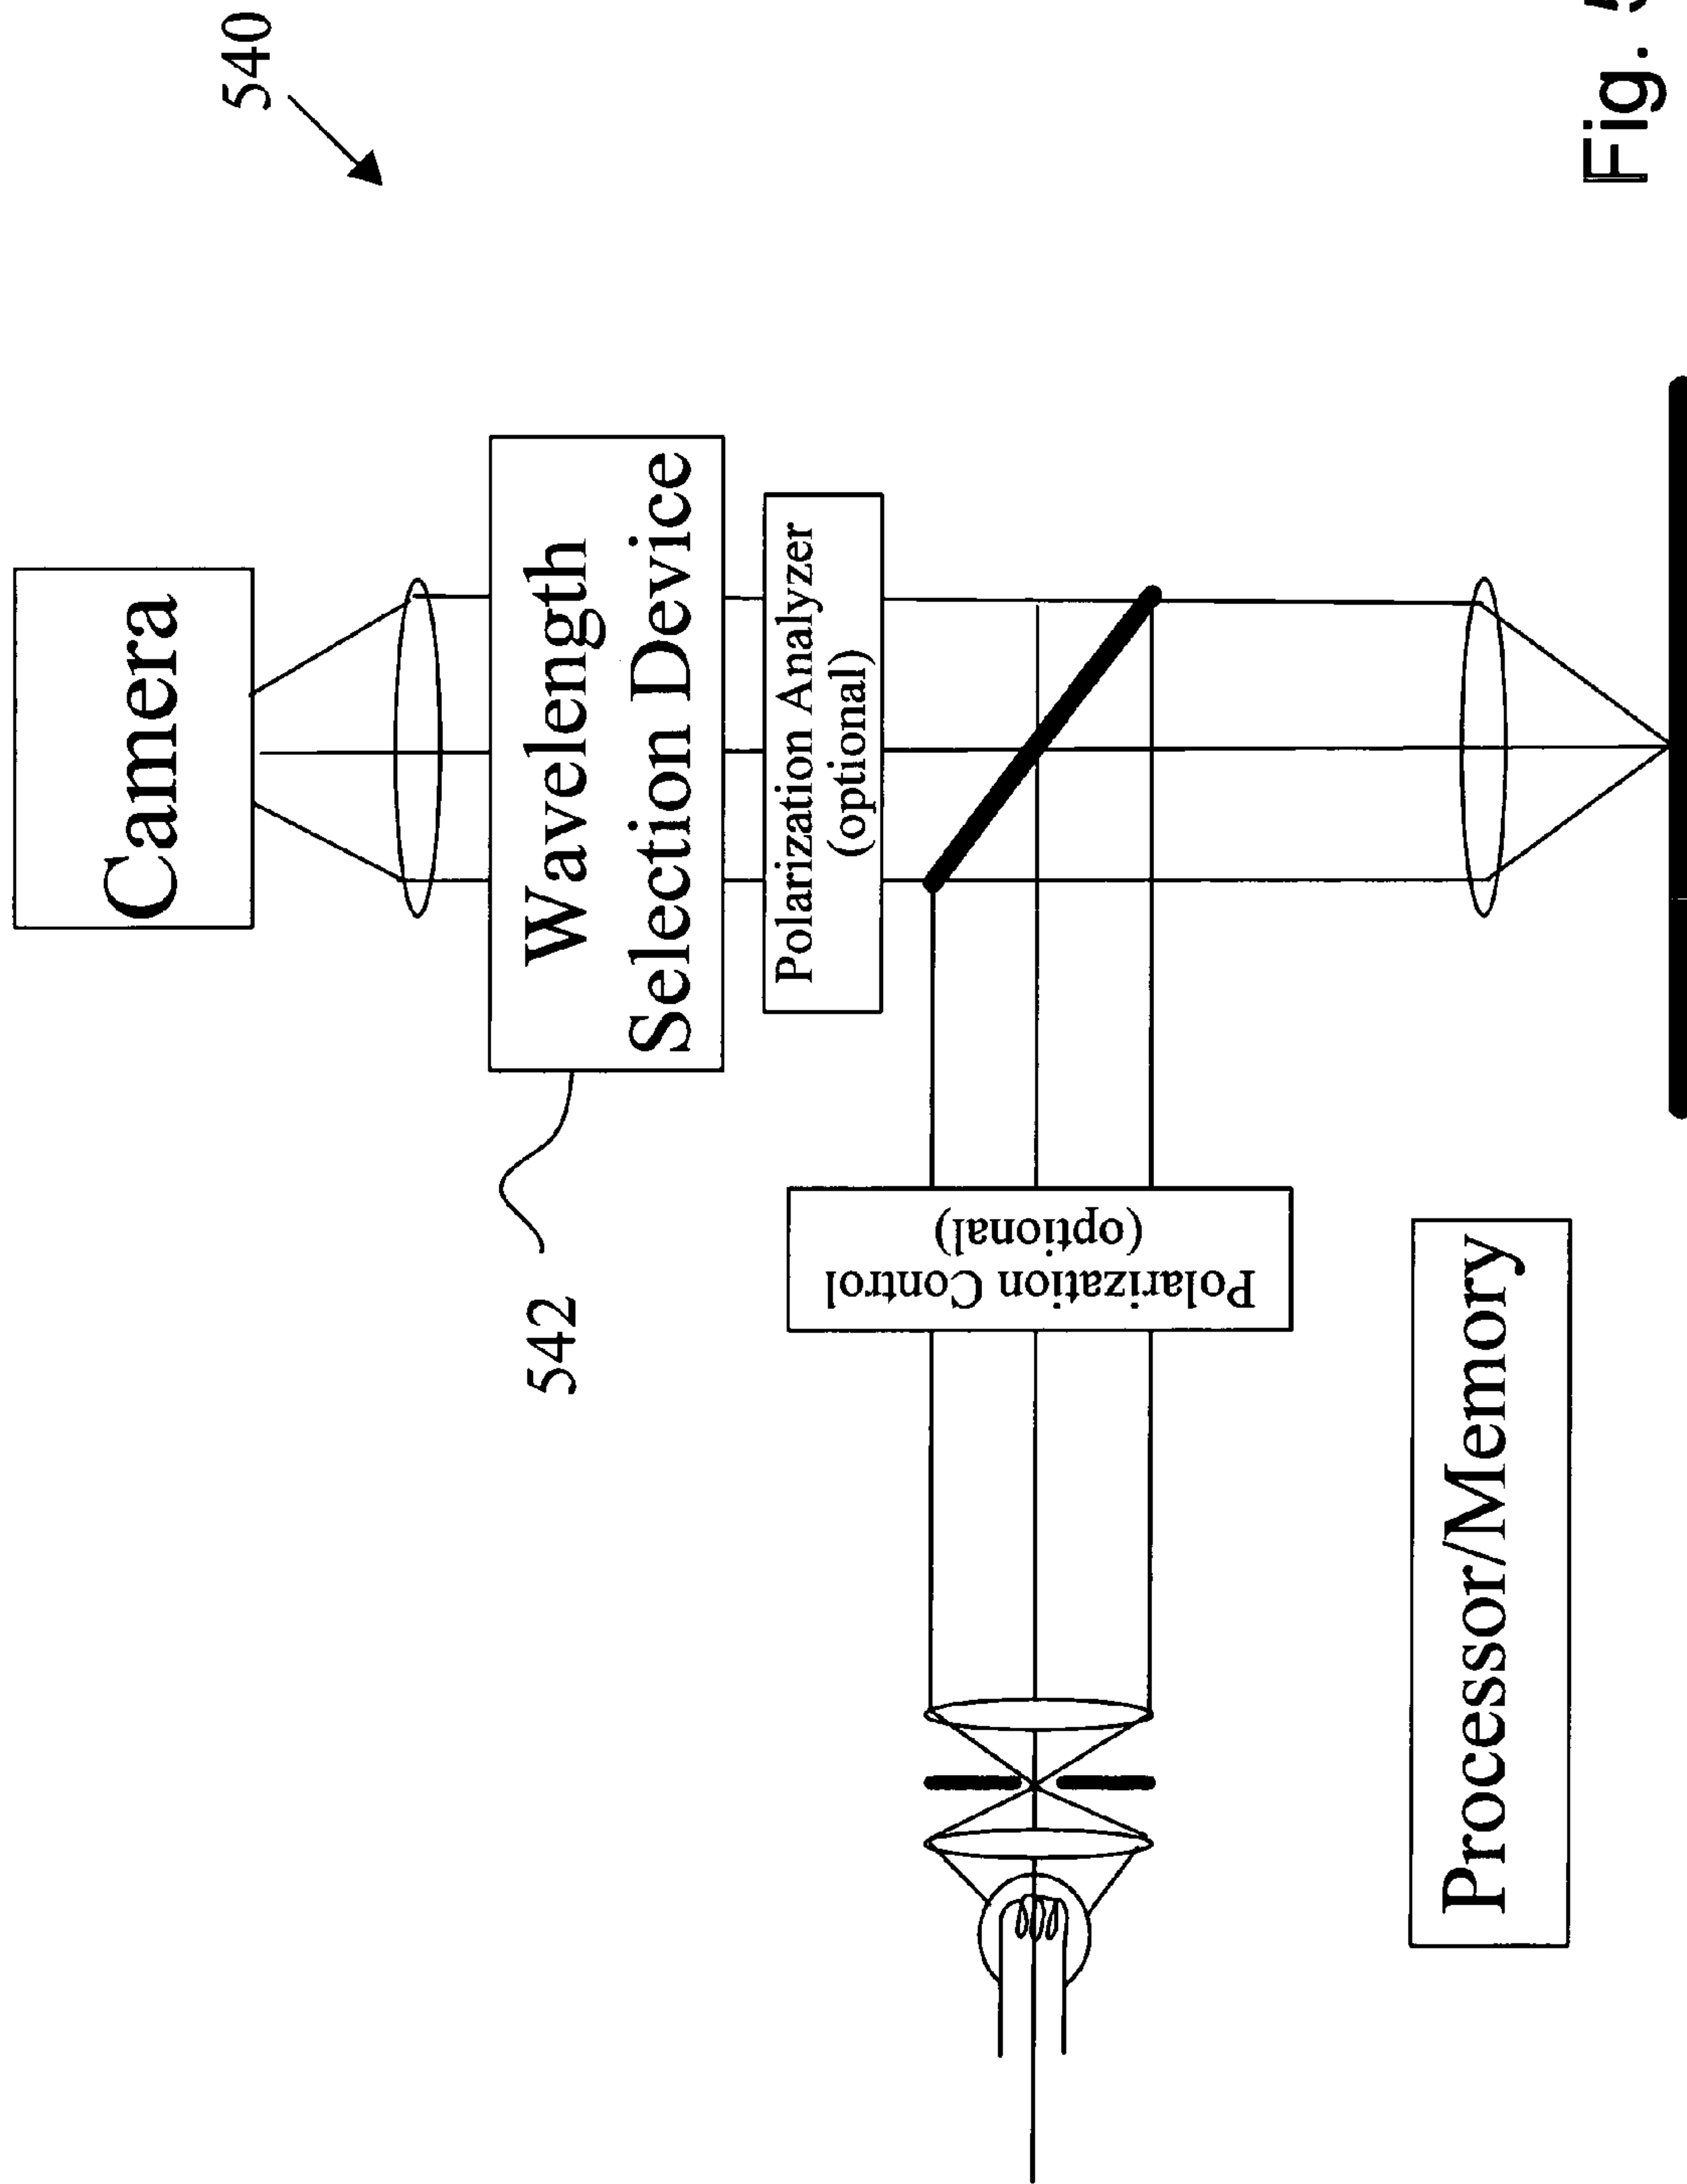 540
Camera
Wavelength
Selection Device
542
Polarization Analyzer
(optional)
Polarization Control
(optional)
Processor/Memory
Fig.